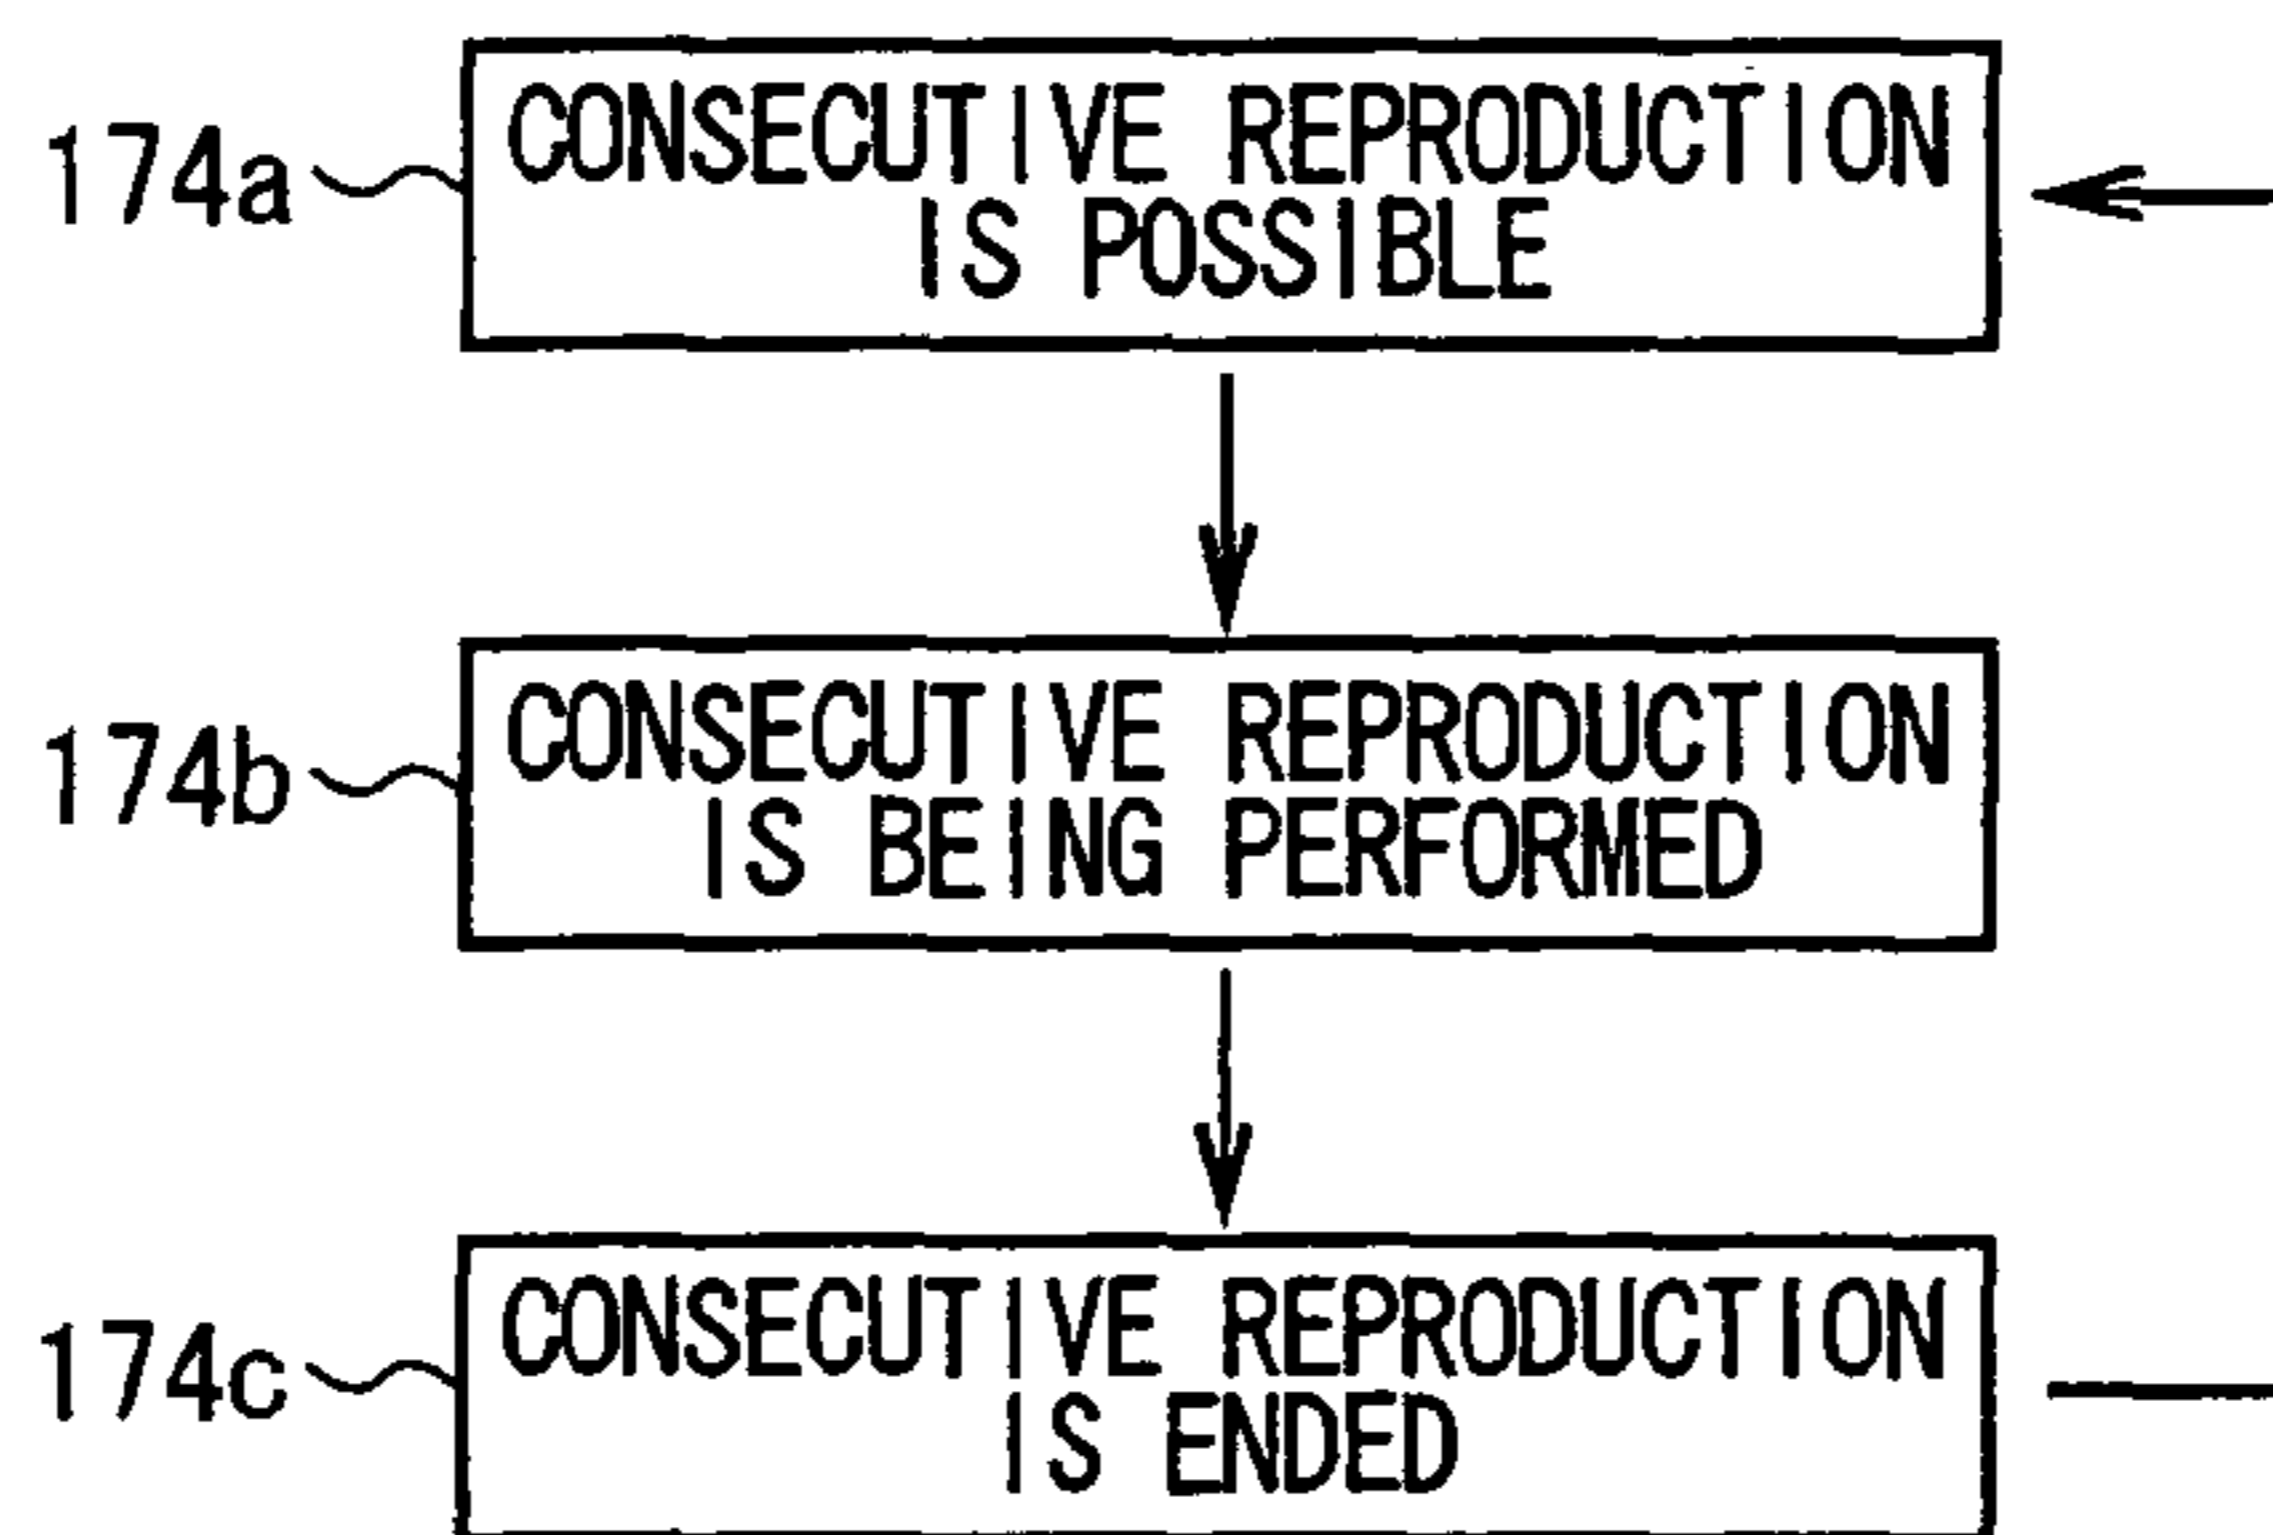 174a
CONSECUTIVE REPRODUCTION
IS POSSIBLE
174b
CONSECUTIVE REPRODUCTION
IS BEING PERFORMED
174c
CONSECUTIVE REPRODUCTION
IS ENDED